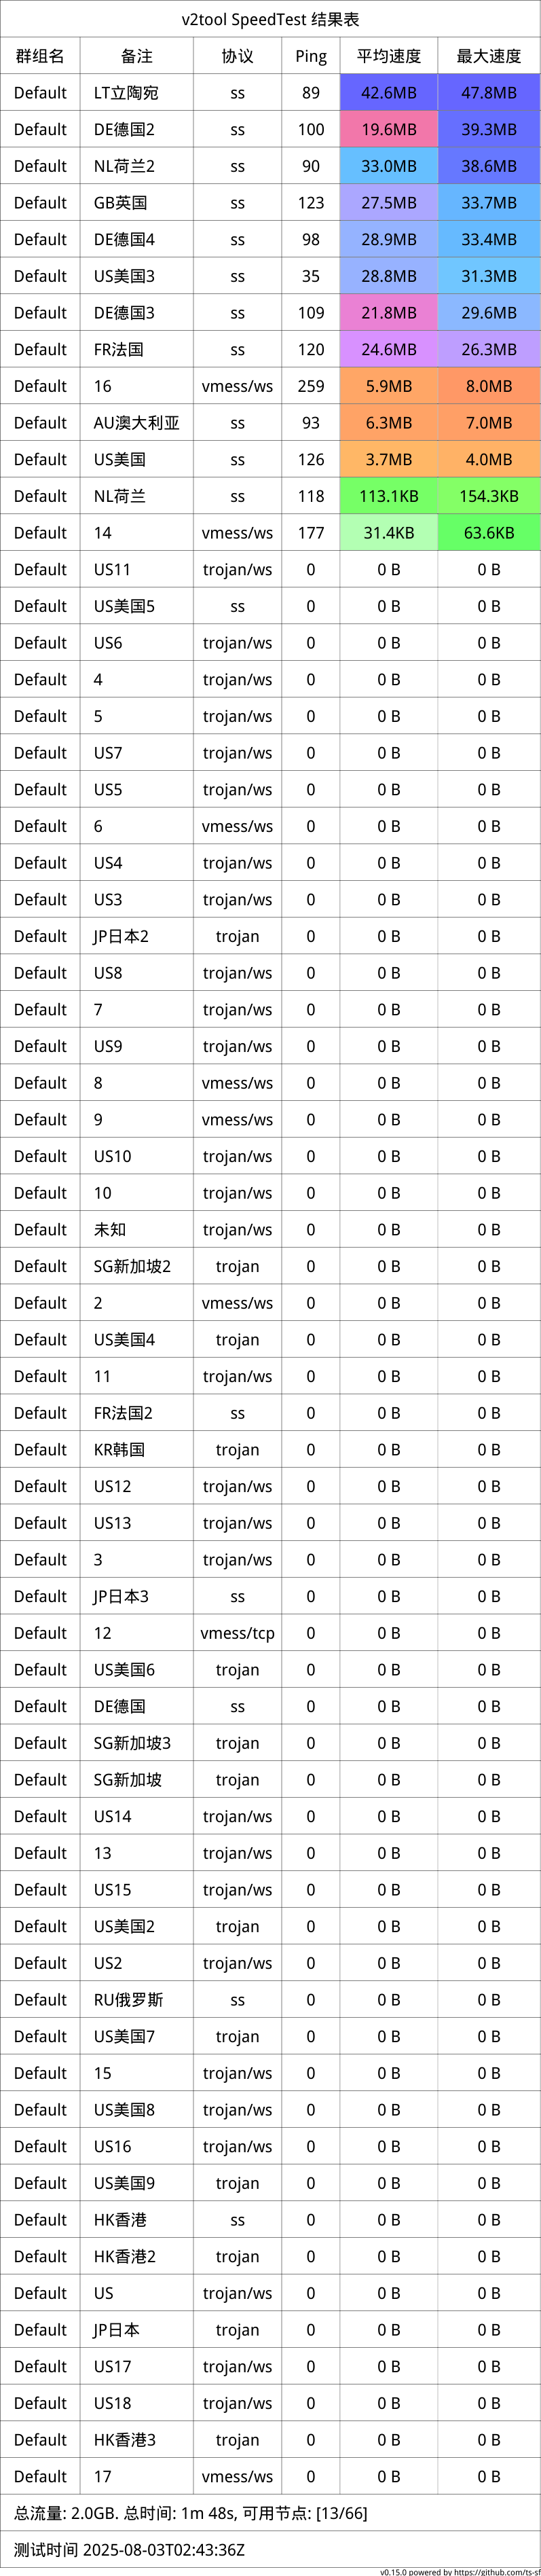 v2tool SpeedTest 结果表
群组名 备注 协议 Ping 平均速度 最大速度
Default LT立陶宛 ss 89 42.6MB 47.8MB
Default DE德国2 ss 100 19.6MB 39.3MB
Default NL荷兰2 ss 90 33.0MB 38.6MB
Default GB英国 ss 123 27.5MB 33.7MB
Default DE德国4 ss 98 28.9MB 33.4MB
Default US美国3 ss 35 28.8MB 31.3MB
Default DE德国3 ss 109 21.8MB 29.6MB
Default FR法国 ss 120 24.6MB 26.3MB
Default 16 vmess/ws 259 5.9MB 8.0MB
Default AU澳大利亚 ss 93 6.3MB 7.0MB
Default US美国 ss 126 3.7MB 4.0MB
Default NL荷兰 ss 118 113.1KB 154.3KB
Default 14 vmess/ws 177 31.4KB 63.6KB
Default US11 trojan/ws 0 0 B 0 B
Default US美国5 ss 0 0 B 0 B
Default US6 trojan/ws 0 0 B 0 B
Default 4 trojan/ws 0 0 B 0 B
Default 5 trojan/ws 0 0 B 0 B
Default US7 trojan/ws 0 0 B 0 B
Default US5 trojan/ws 0 0 B 0 B
Default 6 vmess/ws 0 0 B 0 B
Default US4 trojan/ws 0 0 B 0 B
Default US3 trojan/ws 0 0 B 0 B
Default JP日本2 trojan 0 0 B 0 B
Default US8 trojan/ws 0 0 B 0 B
Default 7 trojan/ws 0 0 B 0 B
Default US9 trojan/ws 0 0 B 0 B
Default 8 vmess/ws 0 0 B 0 B
Default 9 vmess/ws 0 0 B 0 B
Default US10 trojan/ws 0 0 B 0 B
Default 10 trojan/ws 0 0 B 0 B
Default 未知 trojan/ws 0 0 B 0 B
Default SG新加坡2 trojan 0 0 B 0 B
Default 2 vmess/ws 0 0 B 0 B
Default US美国4 trojan 0 0 B 0 B
Default 11 trojan/ws 0 0 B 0 B
Default FR法国2 ss 0 0 B 0 B
Default KR韩国 trojan 0 0 B 0 B
Default US12 trojan/ws 0 0 B 0 B
Default US13 trojan/ws 0 0 B 0 B
Default 3 trojan/ws 0 0 B 0 B
Default JP日本3 ss 0 0 B 0 B
Default 12 vmess/tcp 0 0 B 0 B
Default US美国6 trojan 0 0 B 0 B
Default DE德国 ss 0 0 B 0 B
Default SG新加坡3 trojan 0 0 B 0 B
Default SG新加坡 trojan 0 0 B 0 B
Default US14 trojan/ws 0 0 B 0 B
Default 13 trojan/ws 0 0 B 0 B
Default US15 trojan/ws 0 0 B 0 B
Default US美国2 trojan 0 0 B 0 B
Default US2 trojan/ws 0 0 B 0 B
Default RU俄罗斯 ss 0 0 B 0 B
Default US美国7 trojan 0 0 B 0 B
Default 15 trojan/ws 0 0 B 0 B
Default US美国8 trojan/ws 0 0 B 0 B
Default US16 trojan/ws 0 0 B 0 B
Default US美国9 trojan 0 0 B 0 B
Default HK香港 ss 0 0 B 0 B
Default HK香港2 trojan 0 0 B 0 B
Default US trojan/ws 0 0 B 0 B
Default JP日本 trojan 0 0 B 0 B
Default US17 trojan/ws 0 0 B 0 B
Default US18 trojan/ws 0 0 B 0 B
Default HK香港3 trojan 0 0 B 0 B
Default 17 vmess/ws 0 0 B 0 B
总流量: 2.0GB. 总时间: 1m 48s, 可用节点: [13/66]
测试时间 2025-08-03T02:43:36Z
v0.15.0 powered by https://github.com/ts-sf